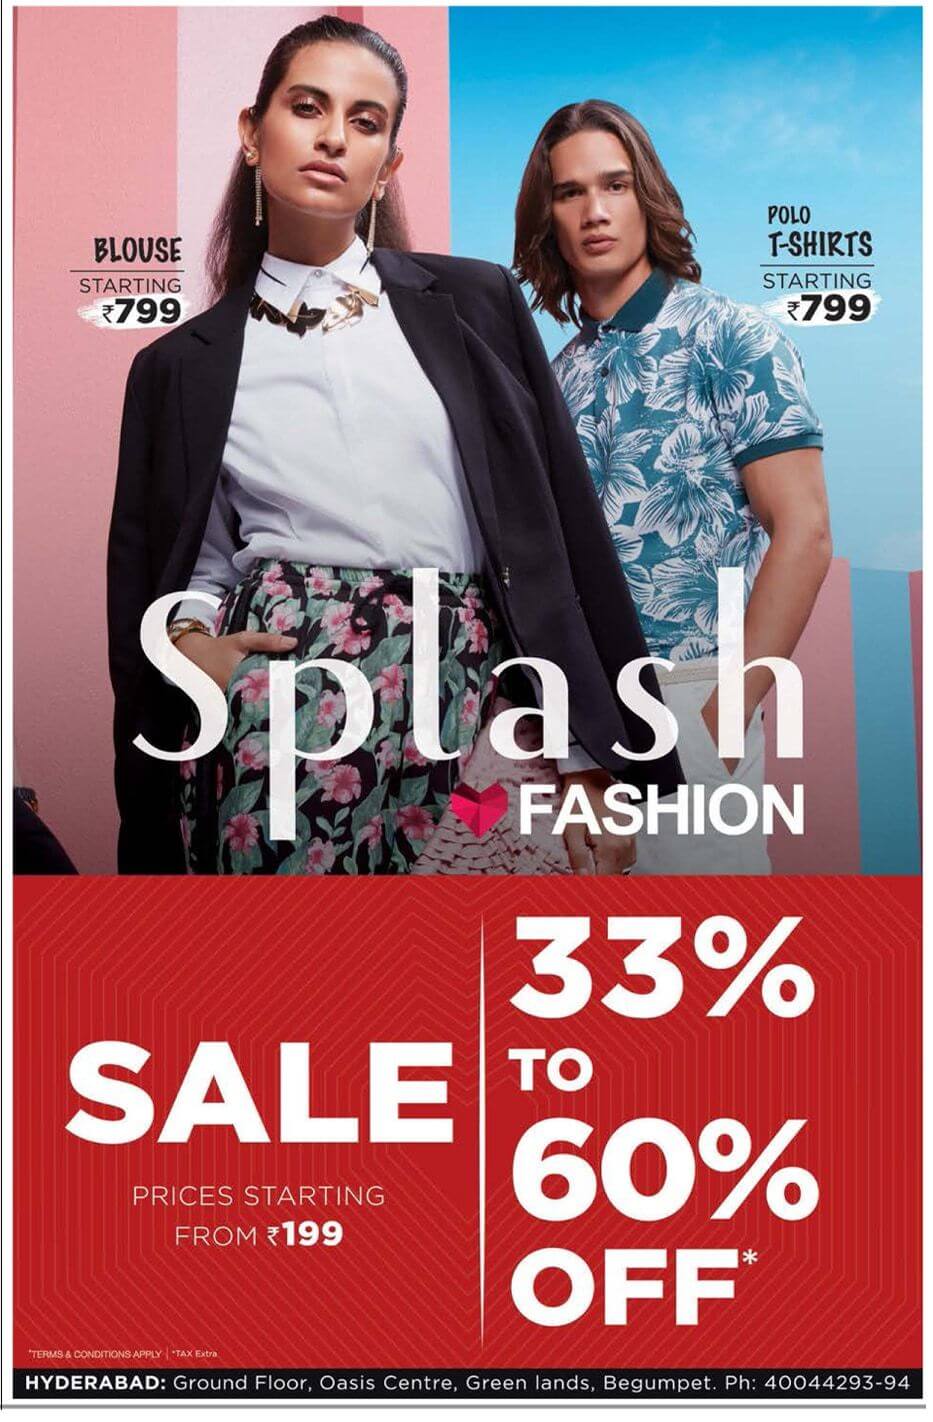 BLOUSE
STARTING
₹799
POLO
T-SHIRTS
STARTING
₹799
Splash
FASHION
SALE
PRICES STARTING
FROM ₹199
33%
TO
60%
OFF*
*TERMS & CONDITIONS APPLY | *TAX Extra
HYDERABAD: Ground Floor, Oasis Centre, Green lands, Begumpet. Ph: 40044293-94